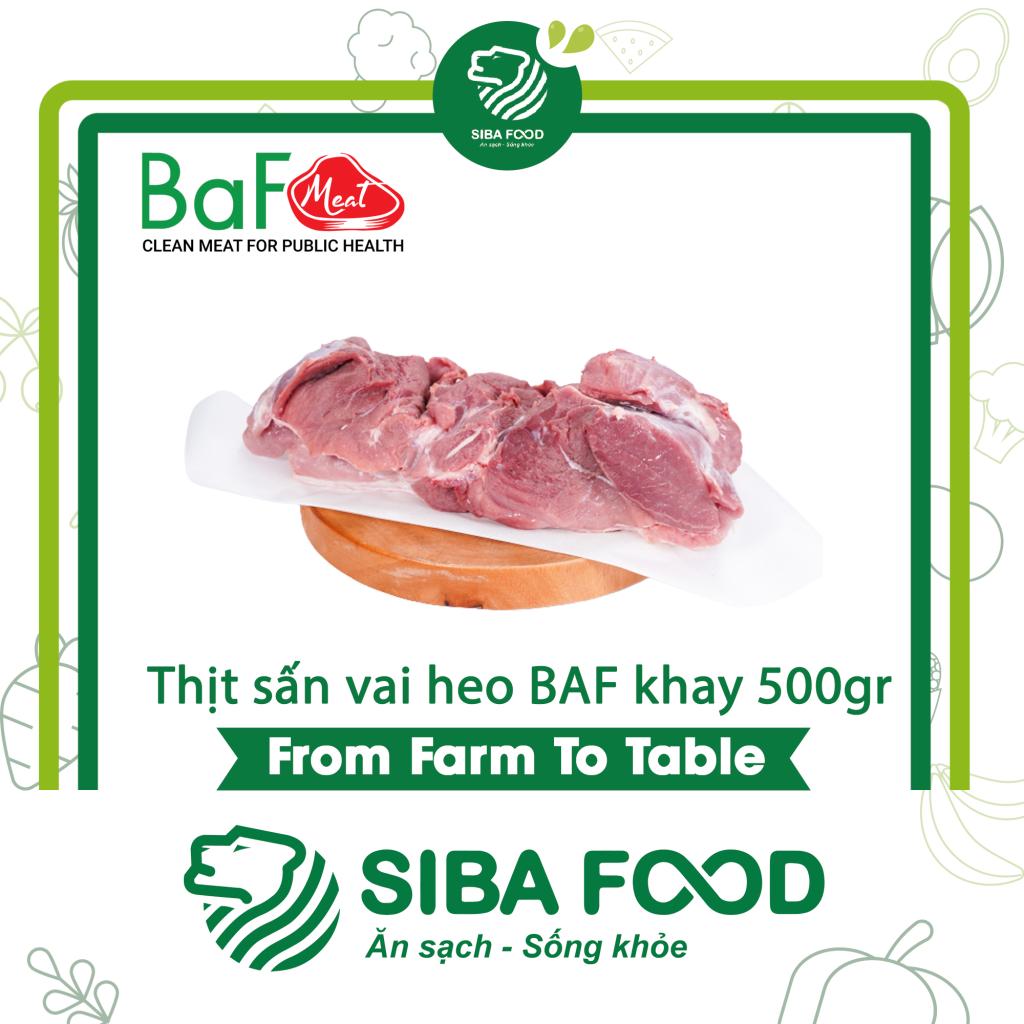 SIBA FOOD
Ăn sạch - Sống khỏe
BaF Meat
CLEAN MEAT FOR PUBLIC HEALTH
Thịt sấn vai heo BAF khay 500gr
From Farm To Table
SIBA FOOD
Ăn sạch - Sống khỏe